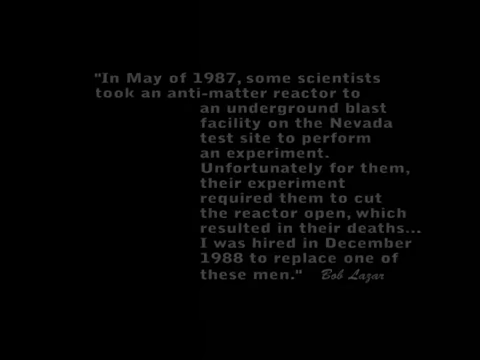 "In May of 1987, some scientists
took an anti-matter reactor to
an underground blast
facility on the Nevada
test site to perform
an experiment.
Unfortunately for them,
their experiment
required them to cut
the reactor open, which
resulted in their deaths...
I was hired in December
1988 to replace one of
these men." Bob Lazar